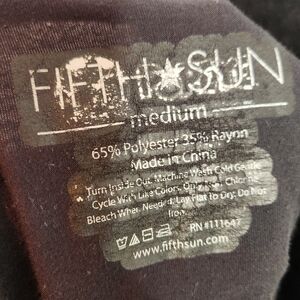 FIFTH SUN
medium
65% Polyester 35% Rayon
Made in China
Turn Inside Out, Machine Wash Cold Gentle
Cycle With Like Colors, Only Non Chlorine
Bleach When Needed, Lay Flat To Dry, Do Not
Iron
RN#111647
www.fifthsun.com